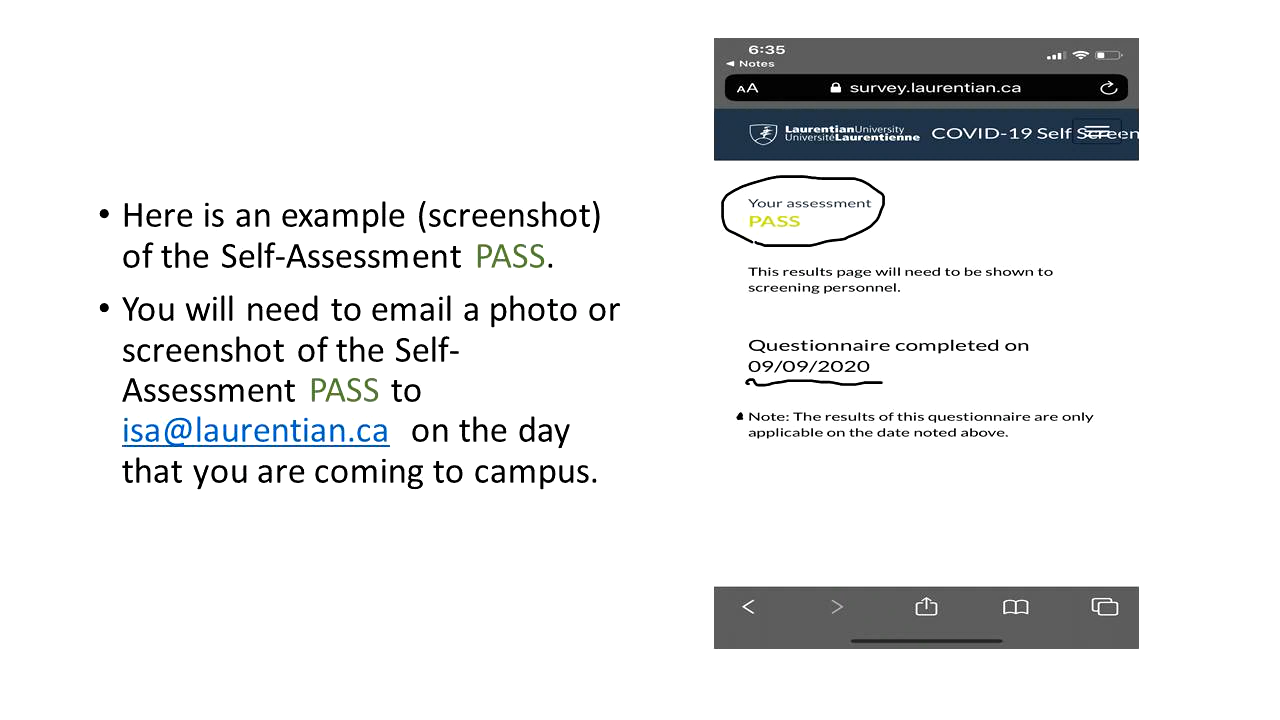 • Here is an example (screenshot)
of the Self-Assessment PASS.
• You will need to email a photo or
screenshot of the Self-
Assessment PASS to
isa@laurentian.ca on the day
that you are coming to campus.
6:35
◄ Notes
AA survey.laurentian.ca
LaurentianUniversity
UniversitéLaurentienne
COVID-19 Self Screen
Your assessment
PASS
This results page will need to be shown to
screening personnel.
Questionnaire completed on
09/09/2020
Note: The results of this questionnaire are only
applicable on the date noted above.